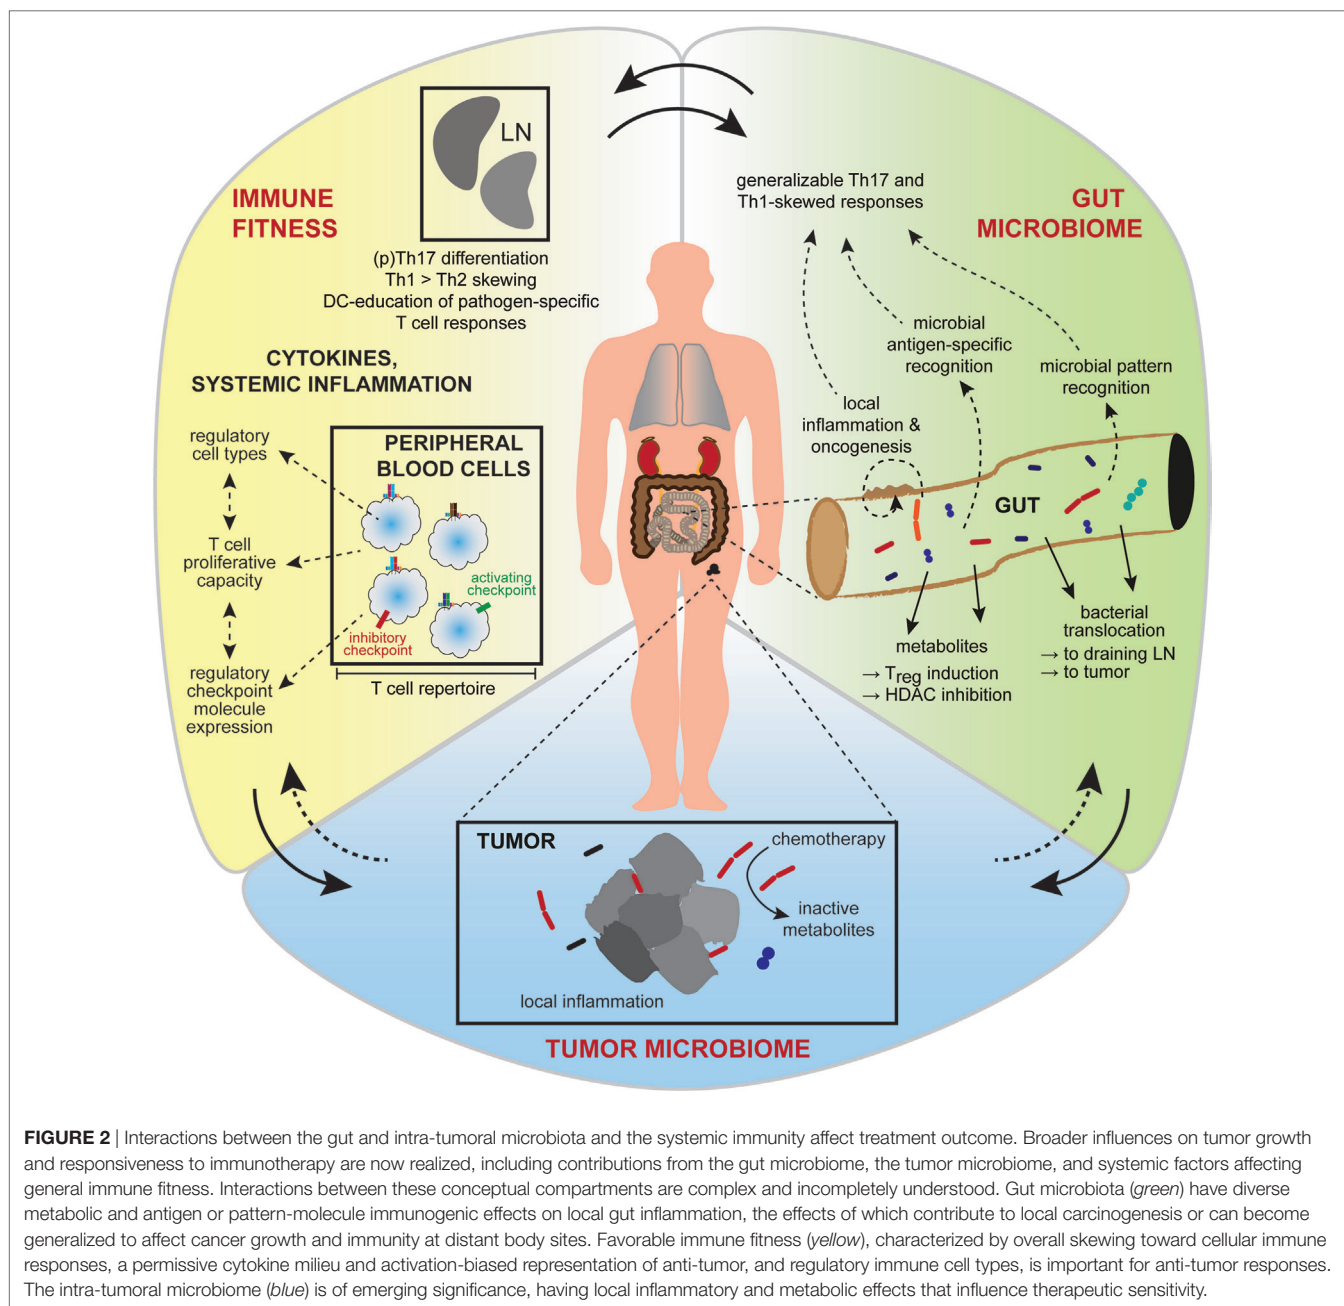 LN
IMMUNE
FITNESS
(p)Th17 differentiation
Th1 > Th2 skewing
DC-education of pathogen-specific
T cell responses
CYTOKINES,
SYSTEMIC INFLAMMATION
regulatory
cell types
T cell
proliferative
capacity
regulatory
checkpoint
molecule
expression
PERIPHERAL
BLOOD CELLS
activating
checkpoint
inhibitory
checkpoint
T cell repertoire
GUT
MICROBIOME
generalizable Th17 and
Th1-skewed responses
microbial
antigen-specific
recognition
microbial pattern
recognition
local
inflammation &
oncogenesis
GUT
metabolites
→ Treg induction
→ HDAC inhibition
bacterial
translocation
→ to draining LN
→ to tumor
TUMOR
chemotherapy
inactive
metabolites
local inflammation
TUMOR MICROBIOME
FIGURE 2 | Interactions between the gut and intra-tumoral microbiota and the systemic immunity affect treatment outcome. Broader influences on tumor growth
and responsiveness to immunotherapy are now realized, including contributions from the gut microbiome, the tumor microbiome, and systemic factors affecting
general immune fitness. Interactions between these conceptual compartments are complex and incompletely understood. Gut microbiota (green) have diverse
metabolic and antigen or pattern-molecule immunogenic effects on local gut inflammation, the effects of which contribute to local carcinogenesis or can become
generalized to affect cancer growth and immunity at distant body sites. Favorable immune fitness (yellow), characterized by overall skewing toward cellular immune
responses, a permissive cytokine milieu and activation-biased representation of anti-tumor, and regulatory immune cell types, is important for anti-tumor responses.
The intra-tumoral microbiome (blue) is of emerging significance, having local inflammatory and metabolic effects that influence therapeutic sensitivity.